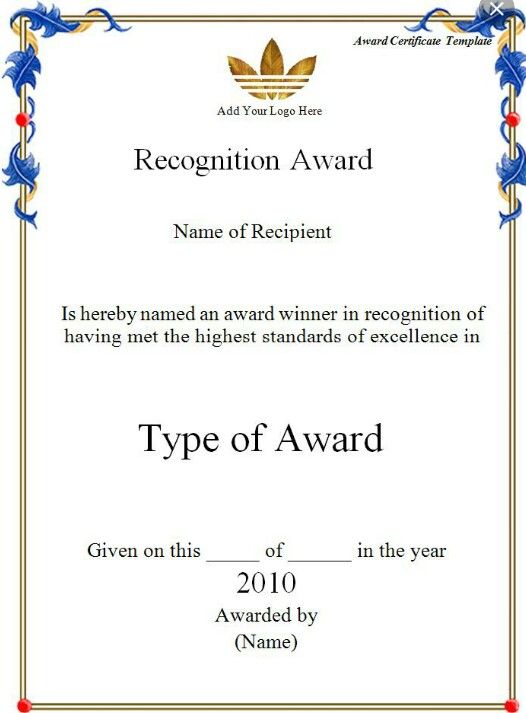 Award Certificate Template
Add Your Logo Here
Recognition Award
Name of Recipient
Is hereby named an award winner in recognition of
having met the highest standards of excellence in
Type of Award
Given on this _____ of ______ in the year
2010
Awarded by
(Name)